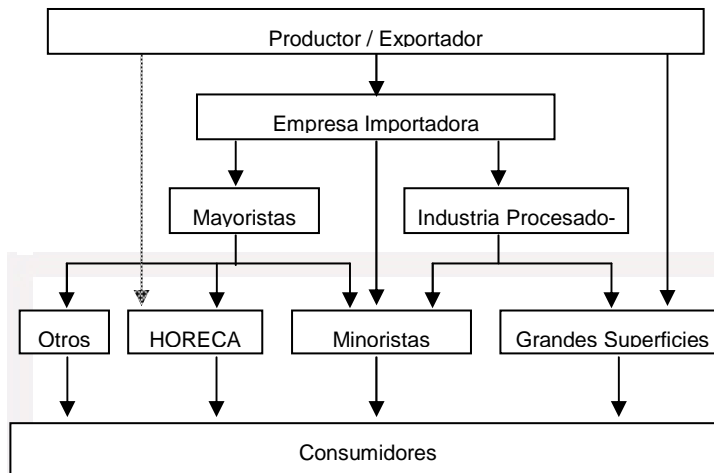 Productor / Exportador
Empresa Importadora
Mayoristas
Industria Procesado-
Otros
HORECA
Minoristas
Grandes Superficies
Consumidores